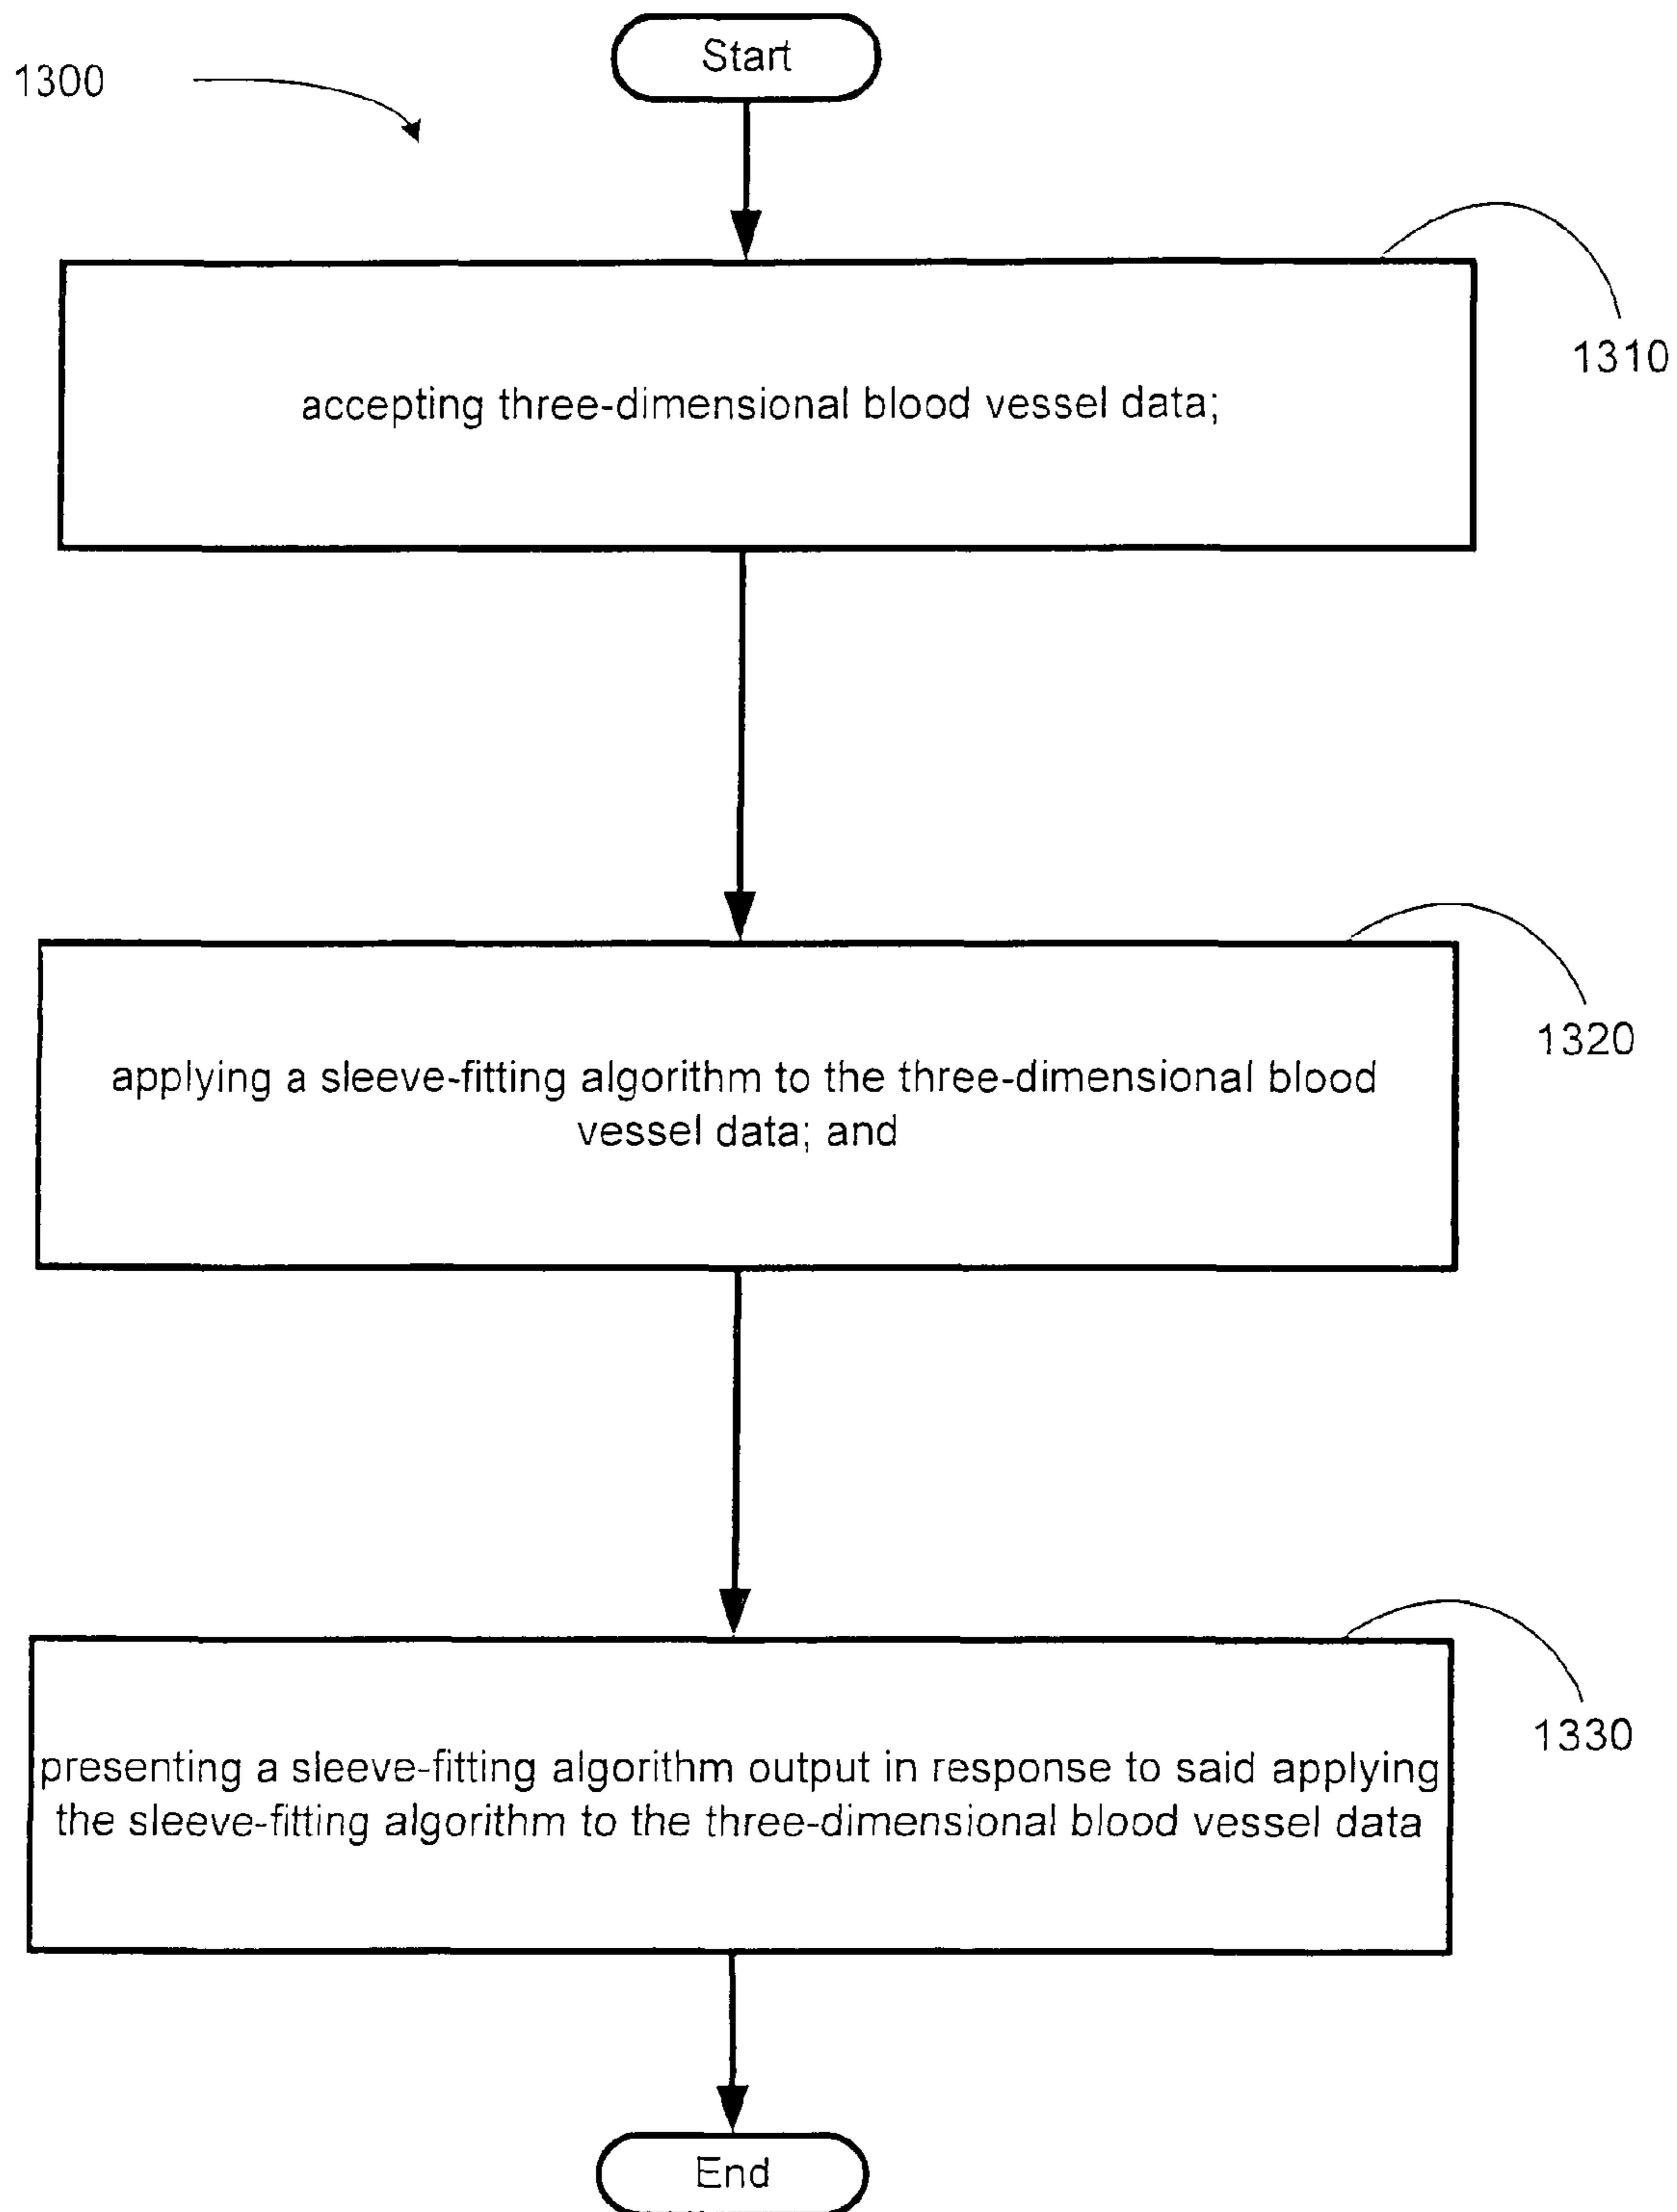 Start
1300
1310
accepting three-dimensional blood vessel data;
1320
applying a sleeve-fitting algorithm to the three-dimensional blood
vessel data; and
1330
presenting a sleeve-fitting algorithm output in response to said applying
the sleeve-fitting algorithm to the three-dimensional blood vessel data
End